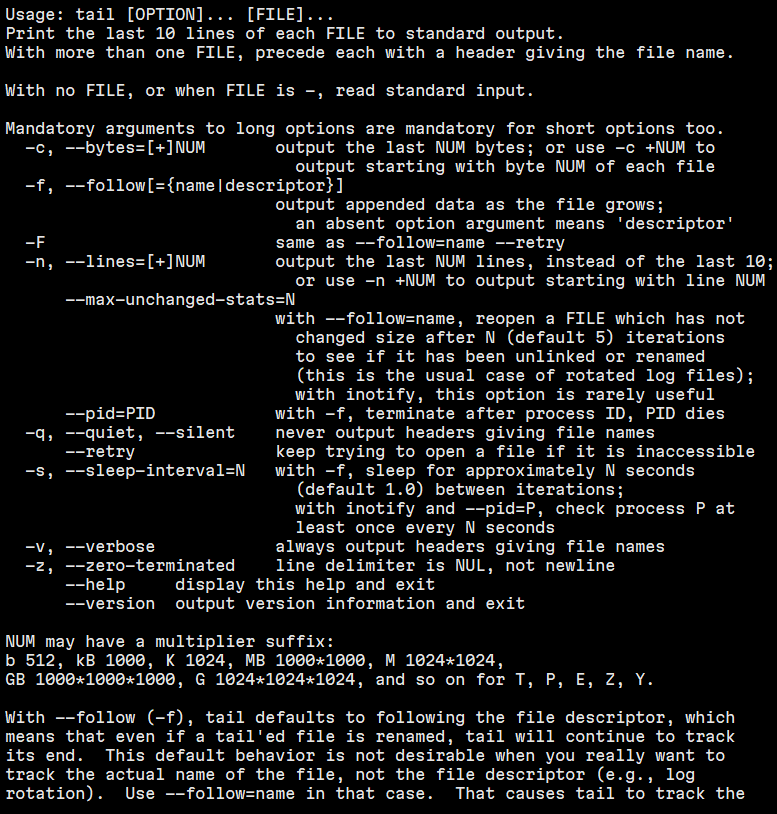 Usage: tail [OPTION]... [FILE]...
Print the last 10 lines of each FILE to standard output.
With more than one FILE, precede each with a header giving the file name.

With no FILE, or when FILE is -, read standard input.

Mandatory arguments to long options are mandatory for short options too.
  -c, --bytes=[+]NUM       output the last NUM bytes; or use -c +NUM to
                             output starting with byte NUM of each file
  -f, --follow[={name|descriptor}]
                           output appended data as the file grows;
                             an absent option argument means 'descriptor'
  -F                       same as --follow=name --retry
  -n, --lines=[+]NUM       output the last NUM lines, instead of the last 10;
                             or use -n +NUM to output starting with line NUM
      --max-unchanged-stats=N
                           with --follow=name, reopen a FILE which has not
                             changed size after N (default 5) iterations
                             to see if it has been unlinked or renamed
                             (this is the usual case of rotated log files);
                             with inotify, this option is rarely useful
      --pid=PID            with -f, terminate after process ID, PID dies
  -q, --quiet, --silent    never output headers giving file names
      --retry              keep trying to open a file if it is inaccessible
  -s, --sleep-interval=N   with -f, sleep for approximately N seconds
                             (default 1.0) between iterations;
                             with inotify and --pid=P, check process P at
                             least once every N seconds
  -v, --verbose            always output headers giving file names
  -z, --zero-terminated    line delimiter is NUL, not newline
      --help     display this help and exit
      --version  output version information and exit

NUM may have a multiplier suffix:
b 512, kB 1000, K 1024, MB 1000*1000, M 1024*1024,
GB 1000*1000*1000, G 1024*1024*1024, and so on for T, P, E, Z, Y.

With --follow (-f), tail defaults to following the file descriptor, which
means that even if a tail'ed file is renamed, tail will continue to track
its end.  This default behavior is not desirable when you really want to
track the actual name of the file, not the file descriptor (e.g., log
rotation).  Use --follow=name in that case.  That causes tail to track the